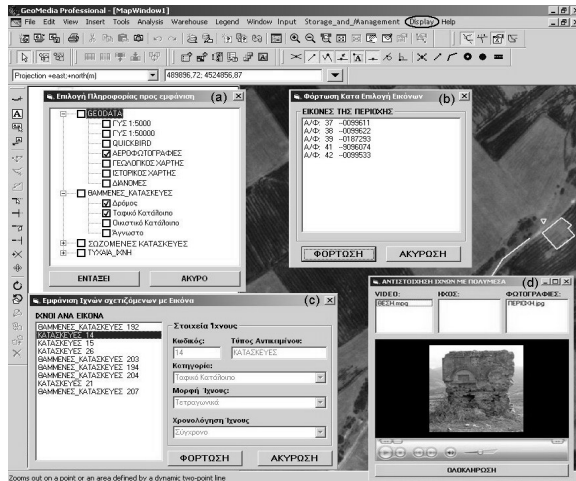 GeoMedia Professional - [MapWindow1]
File Edit View Insert Tools Analysis Warehouse Legend Window Input Storage_and_Management Display Help
Projection +east;+north(m) 489896,72; 4524856,87
Επιλογή Πληροφορίας προς εμφάνιση (a)
GEODATA
ΓΥΣ 1:5000
ΓΥΣ 1:50000
QUICKBIRD
ΑΕΡΟΦΩΤΟΓΡΑΦΙΕΣ
ΓΕΩΛΟΓΙΚΟΣ ΧΑΡΤΗΣ
ΙΣΤΟΡΙΚΟΣ ΧΑΡΤΗΣ
ΔΙΑΝΟΜΕΣ
ΘΑΜΜΕΝΕΣ_ΚΑΤΑΣΚΕΥΕΣ
Δρόμος
Ταφικό Κατάλοιπο
Οικιστικό Κατάλοιπο
Άγνωστο
ΣΩΖΟΜΕΝΕΣ ΚΑΤΑΣΚΕΥΕΣ
ΤΥΧΑΙΑ_ΙΧΝΗ
ΕΝΤΑΞΕΙ ΑΚΥΡΟ
Φόρτωση Κατα Επιλογή Εικόνων (b)
ΕΙΚΟΝΕΣ ΤΗΣ ΠΕΡΙΟΧΗΣ
Α/Φ: 37 -0099611
Α/Φ: 38 -0099622
Α/Φ: 39 -0187293
Α/Φ: 41 -9096074
Α/Φ: 42 -0099533
ΦΟΡΤΩΣΗ ΑΚΥΡΩΣΗ
Εμφάνιση Ιχνών σχετιζόμενων με Εικόνα (c)
ΙΧΝΟΙ ΑΝΑ ΕΙΚΟΝΑ
ΘΑΜΜΕΝΕΣ_ΚΑΤΑΣΚΕΥΕΣ 192
ΚΑΤΑΣΚΕΥΕΣ 14
ΚΑΤΑΣΚΕΥΕΣ 15
ΚΑΤΑΣΚΕΥΕΣ 26
ΘΑΜΜΕΝΕΣ_ΚΑΤΑΣΚΕΥΕΣ 203
ΘΑΜΜΕΝΕΣ_ΚΑΤΑΣΚΕΥΕΣ 194
ΘΑΜΜΕΝΕΣ_ΚΑΤΑΣΚΕΥΕΣ 204
ΚΑΤΑΣΚΕΥΕΣ 21
ΘΑΜΜΕΝΕΣ_ΚΑΤΑΣΚΕΥΕΣ 207
Στοιχεία Ίχνους
Κωδικός: Τύπος Αντικειμένου:
14 ΚΑΤΑΣΚΕΥΕΣ
Κατηγορία:
Ταφικό Κατάλοιπο
Μορφή Ίχνους:
Τετραγωνικό
Χρονολόγηση Ίχνους
Σύγχρονο
ΦΟΡΤΩΣΗ ΑΚΥΡΩΣΗ
ΑΝΤΙΣΤΟΙΧΙΣΗ ΙΧΝΩΝ ΜΕ ΠΟΛΥΜΕΣΑ (d)
VIDEO: ΗΧΟΣ: ΦΩΤΟΓΡΑΦΙΕΣ:
ΘΕΣΗ.mpg ΠΕΡΙΟΧΗ.jpg
ΟΛΟΚΛΗΡΩΣΗ
Zooms out on a point or an area defined by a dynamic two-point line